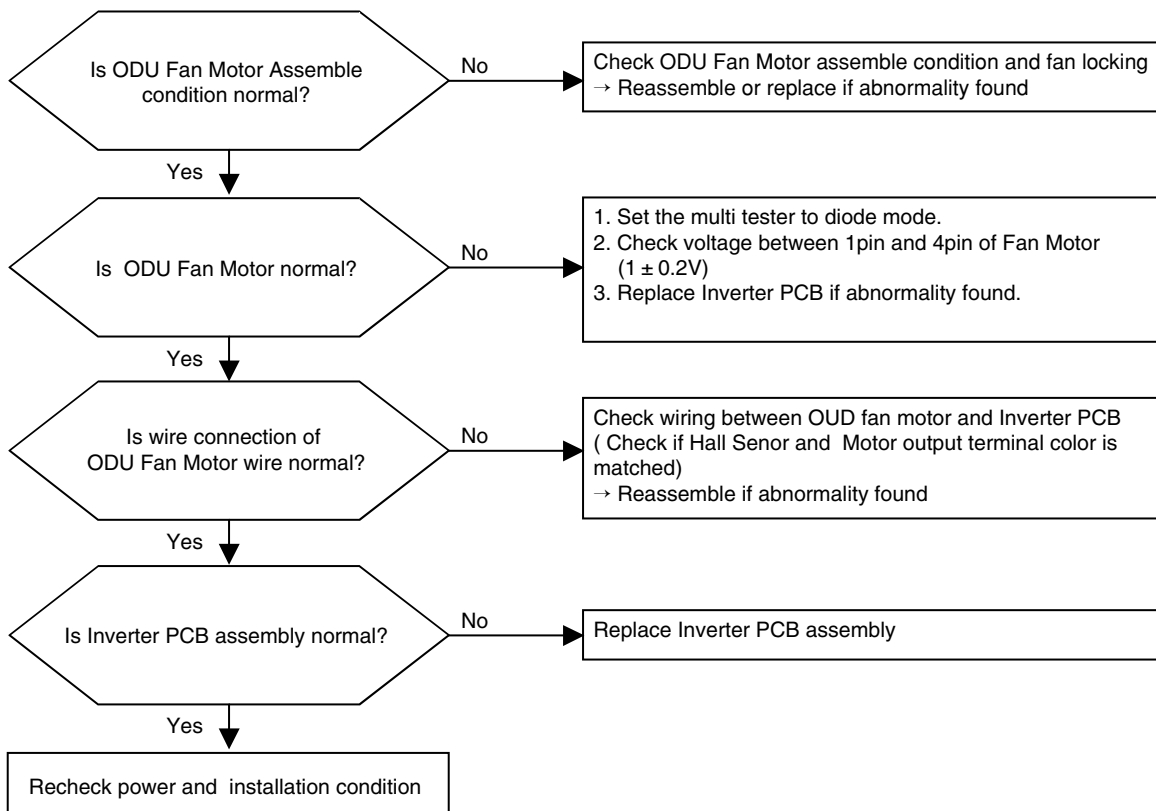 Is ODU Fan Motor Assemble
condition normal?
No
Check ODU Fan Motor assemble condition and fan locking
→ Reassemble or replace if abnormality found
Yes
Is ODU Fan Motor normal?
No
1. Set the multi tester to diode mode.
2. Check voltage between 1pin and 4pin of Fan Motor
(1 ± 0.2V)
3. Replace Inverter PCB if abnormality found.
Yes
Is wire connection of
ODU Fan Motor wire normal?
No
Check wiring between OUD fan motor and Inverter PCB
( Check if Hall Senor and Motor output terminal color is
matched)
→ Reassemble if abnormality found
Yes
Is Inverter PCB assembly normal?
No
Replace Inverter PCB assembly
Yes
Recheck power and installation condition